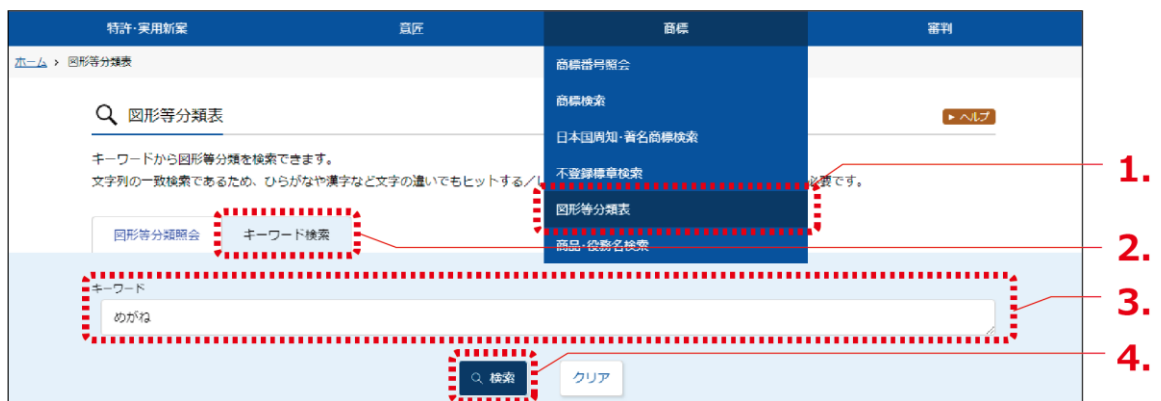 特許·実用新案 意匠 商標 審判
ホーム › 図形等分類表
商標番号照会
商標検索
日本国周知·著名商標検索
不登録標章検索
図形等分類表
商品·役務名検索
図形等分類表
ヘルプ
キーワードから図形等分類を検索できます。
文字列の一致検索であるため、ひらがなや漢字など文字の違いでもヒットする/し 必要です。
図形等分類照会 キーワード検索
キーワード
めがね
検索 クリア
1.
2.
3.
4.